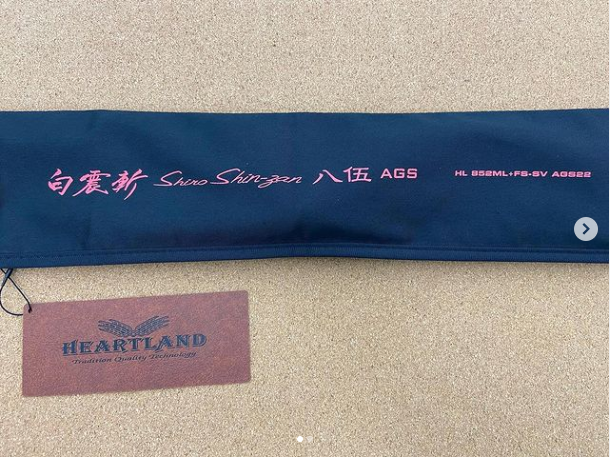 白震斬 Shiro Shin-zan 八伍 AGS HL 852ML+FS-SV AGS22
HEARTLAND
Tradition Quality Technology